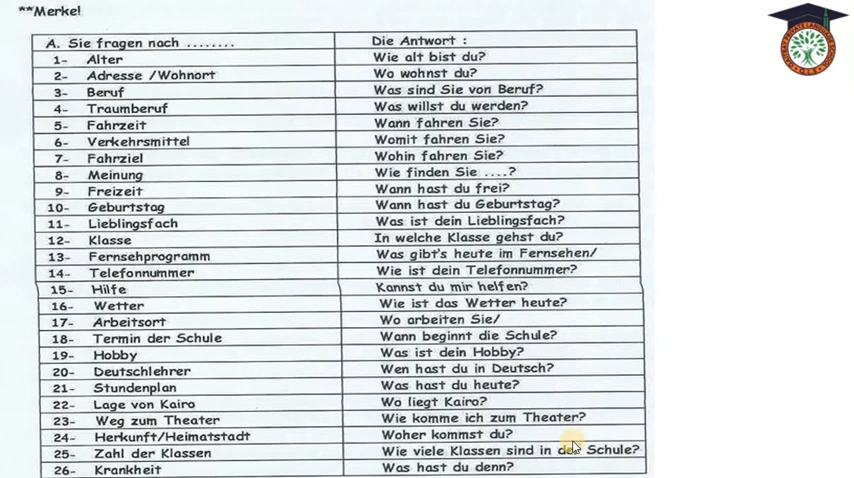 **Merke!
A. Sie fragen nach ........ Die Antwort :
1- Alter Wie alt bist du?
2- Adresse /Wohnort Wo wohnst du?
3- Beruf Was sind Sie von Beruf?
4- Traumberuf Was willst du werden?
5- Fahrzeit Wann fahren Sie?
6- Verkehrsmittel Womit fahren Sie?
7- Fahrziel Wohin fahren Sie?
8- Meinung Wie finden Sie ....?
9- Freizeit Wann hast du frei?
10- Geburtstag Wann hast du Geburtstag?
11- Lieblingsfach Was ist dein Lieblingsfach?
12- Klasse In welche Klasse gehst du?
13- Fernsehprogramm Was gibt's heute im Fernsehen/
14- Telefonnummer Wie ist dein Telefonnummer?
15- Hilfe Kannst du mir helfen?
16- Wetter Wie ist das Wetter heute?
17- Arbeitsort Wo arbeiten Sie/
18- Termin der Schule Wann beginnt die Schule?
19- Hobby Was ist dein Hobby?
20- Deutschlehrer Wen hast du in Deutsch?
21- Stundenplan Was hast du heute?
22- Lage von Kairo Wo liegt Kairo?
23- Weg zum Theater Wie komme ich zum Theater?
24- Herkunft/Heimatstadt Woher kommst du?
25- Zahl der Klassen Wie viele Klassen sind in der Schule?
26- Krankheit Was hast du denn?